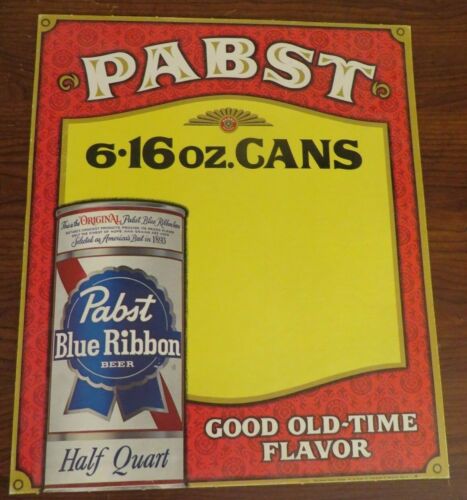 PABST
6·16 oz. CANS
This is the ORIGINAL Pabst Blue Ribbon Beer
Selected as America's Best in 1893
Pabst
Blue Ribbon
BEER
Half Quart
GOOD OLD-TIME
FLAVOR